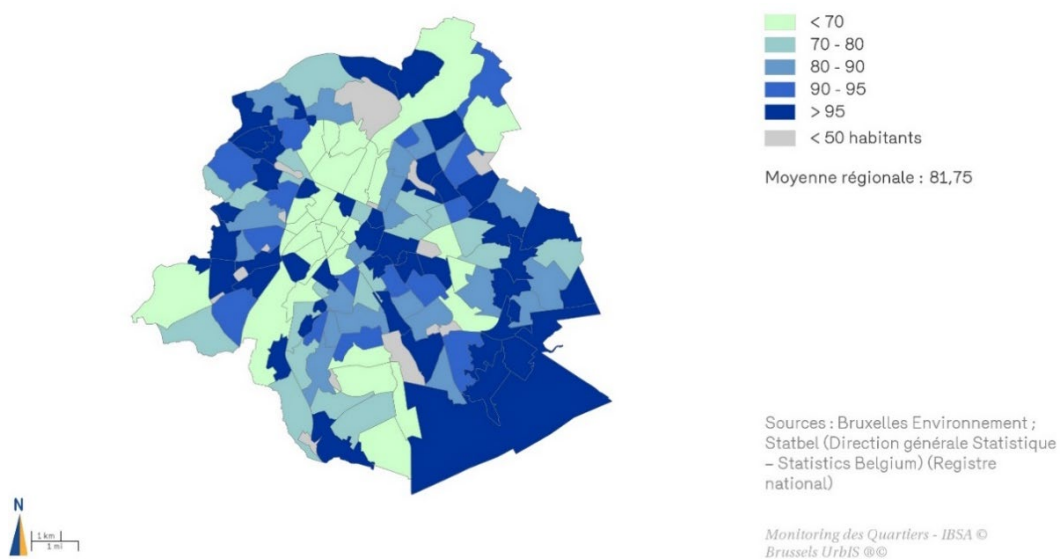 < 70
70 - 80
80 - 90
90 - 95
> 95
< 50 habitants
Moyenne régionale : 81,75
Sources : Bruxelles Environnement ;
Statbel (Direction générale Statistique
– Statistics Belgium) (Registre
national)
N
1 km
1 mi
Monitoring des Quartiers - IBSA ©
Brussels UrbIS ®©